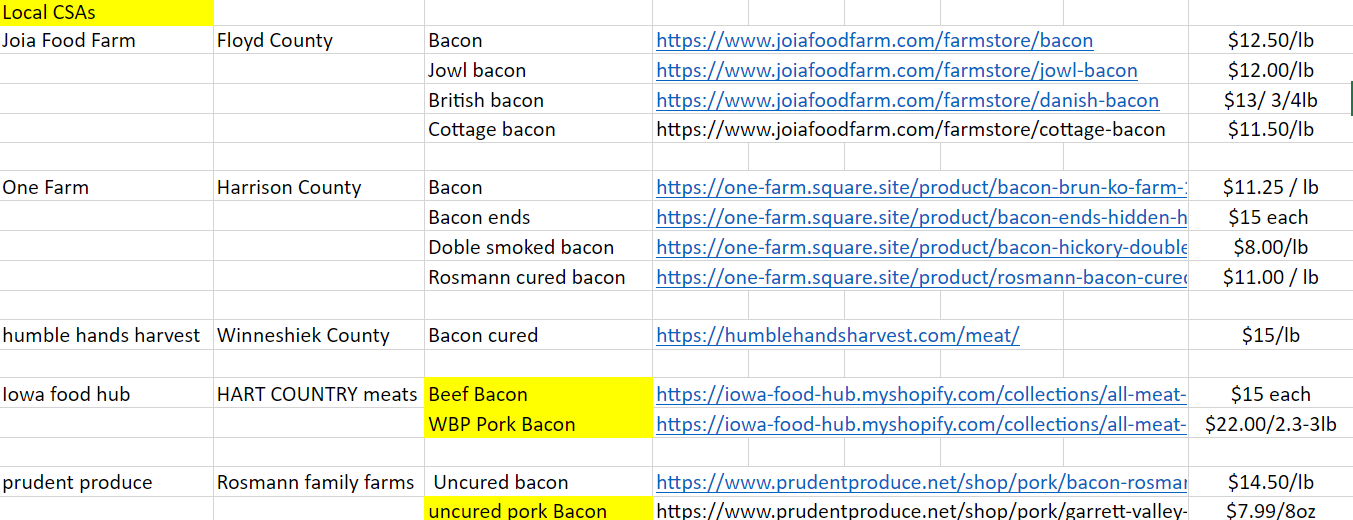 Local CSAs
Joia Food Farm Floyd County Bacon https://www.joiafoodfarm.com/farmstore/bacon $12.50/lb
Jowl bacon https://www.joiafoodfarm.com/farmstore/jowl-bacon $12.00/lb
British bacon https://www.joiafoodfarm.com/farmstore/danish-bacon $13/ 3/4lb
Cottage bacon https://www.joiafoodfarm.com/farmstore/cottage-bacon $11.50/lb
One Farm Harrison County Bacon https://one-farm.square.site/product/bacon-brun-ko-farm- $11.25 / lb
Bacon ends https://one-farm.square.site/product/bacon-ends-hidden-h $15 each
Doble smoked bacon https://one-farm.square.site/product/bacon-hickory-double $8.00/lb
Rosmann cured bacon https://one-farm.square.site/product/rosmann-bacon-cured $11.00 / lb
humble hands harvest Winneshiek County Bacon cured https://humblehandsharvest.com/meat/ $15/lb
Iowa food hub HART COUNTRY meats Beef Bacon https://iowa-food-hub.myshopify.com/collections/all-meat- $15 each
WBP Pork Bacon https://iowa-food-hub.myshopify.com/collections/all-meat- $22.00/2.3-3lb
prudent produce Rosmann family farms Uncured bacon https://www.prudentproduce.net/shop/pork/bacon-rosmar $14.50/lb
uncured pork Bacon https://www.prudentproduce.net/shop/pork/garrett-valley- $7.99/8oz